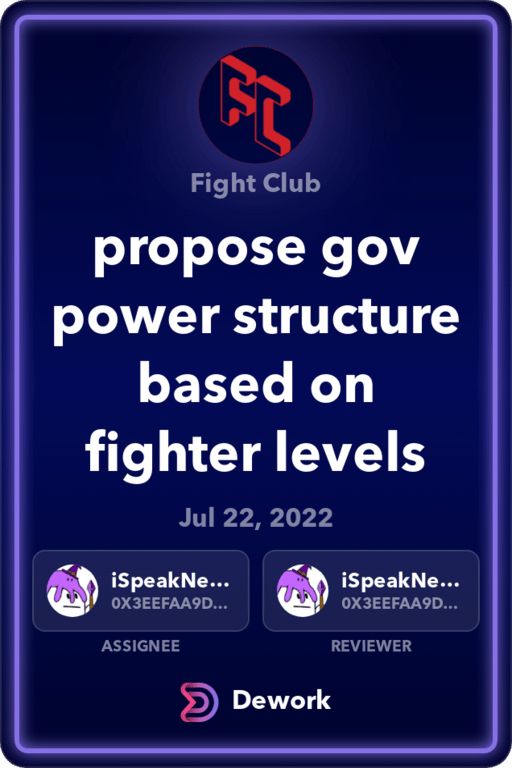 FC
Fight Club
propose gov
power structure
based on
fighter levels
Jul 22, 2022
iSpeakNe...
0X3EEFAA9D...
ASSIGNEE
iSpeakNe...
0X3EEFAA9D...
REVIEWER
Dework